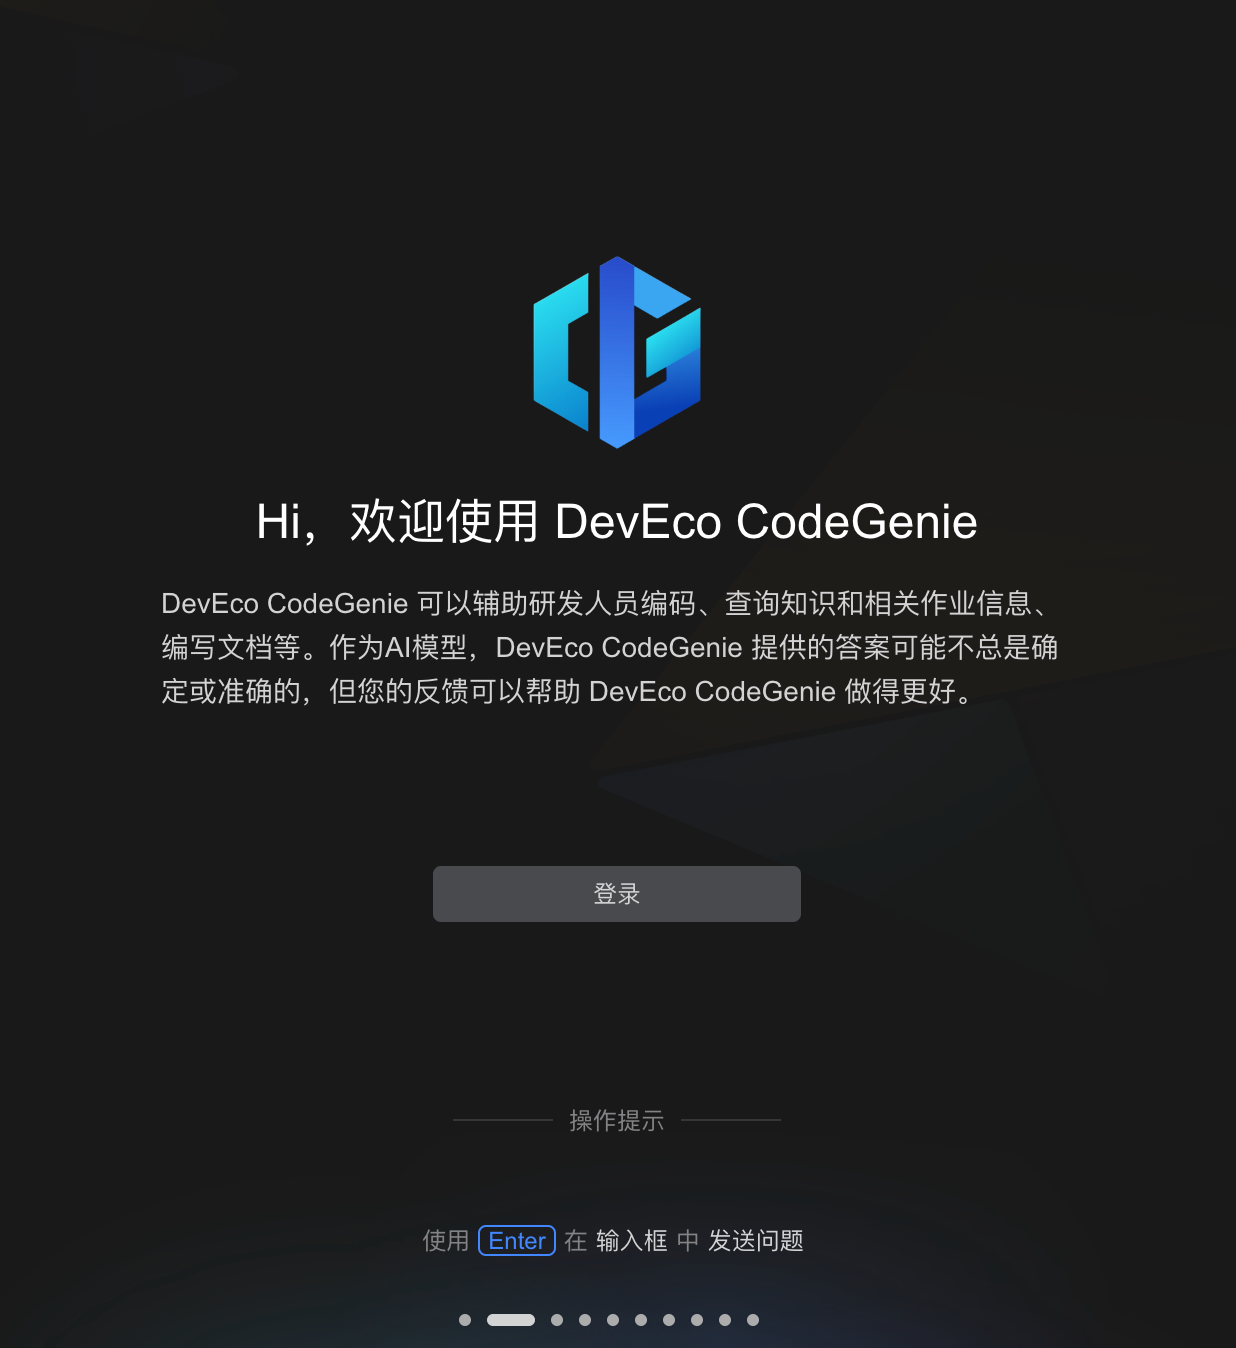 Hi，欢迎使用 DevEco CodeGenie
DevEco CodeGenie 可以辅助研发人员编码、查询知识和相关作业信息、
编写文档等。作为AI模型，DevEco CodeGenie 提供的答案可能不总是确
定或准确的，但您的反馈可以帮助 DevEco CodeGenie 做得更好。
登录
操作提示
使用 Enter 在 输入框 中 发送问题